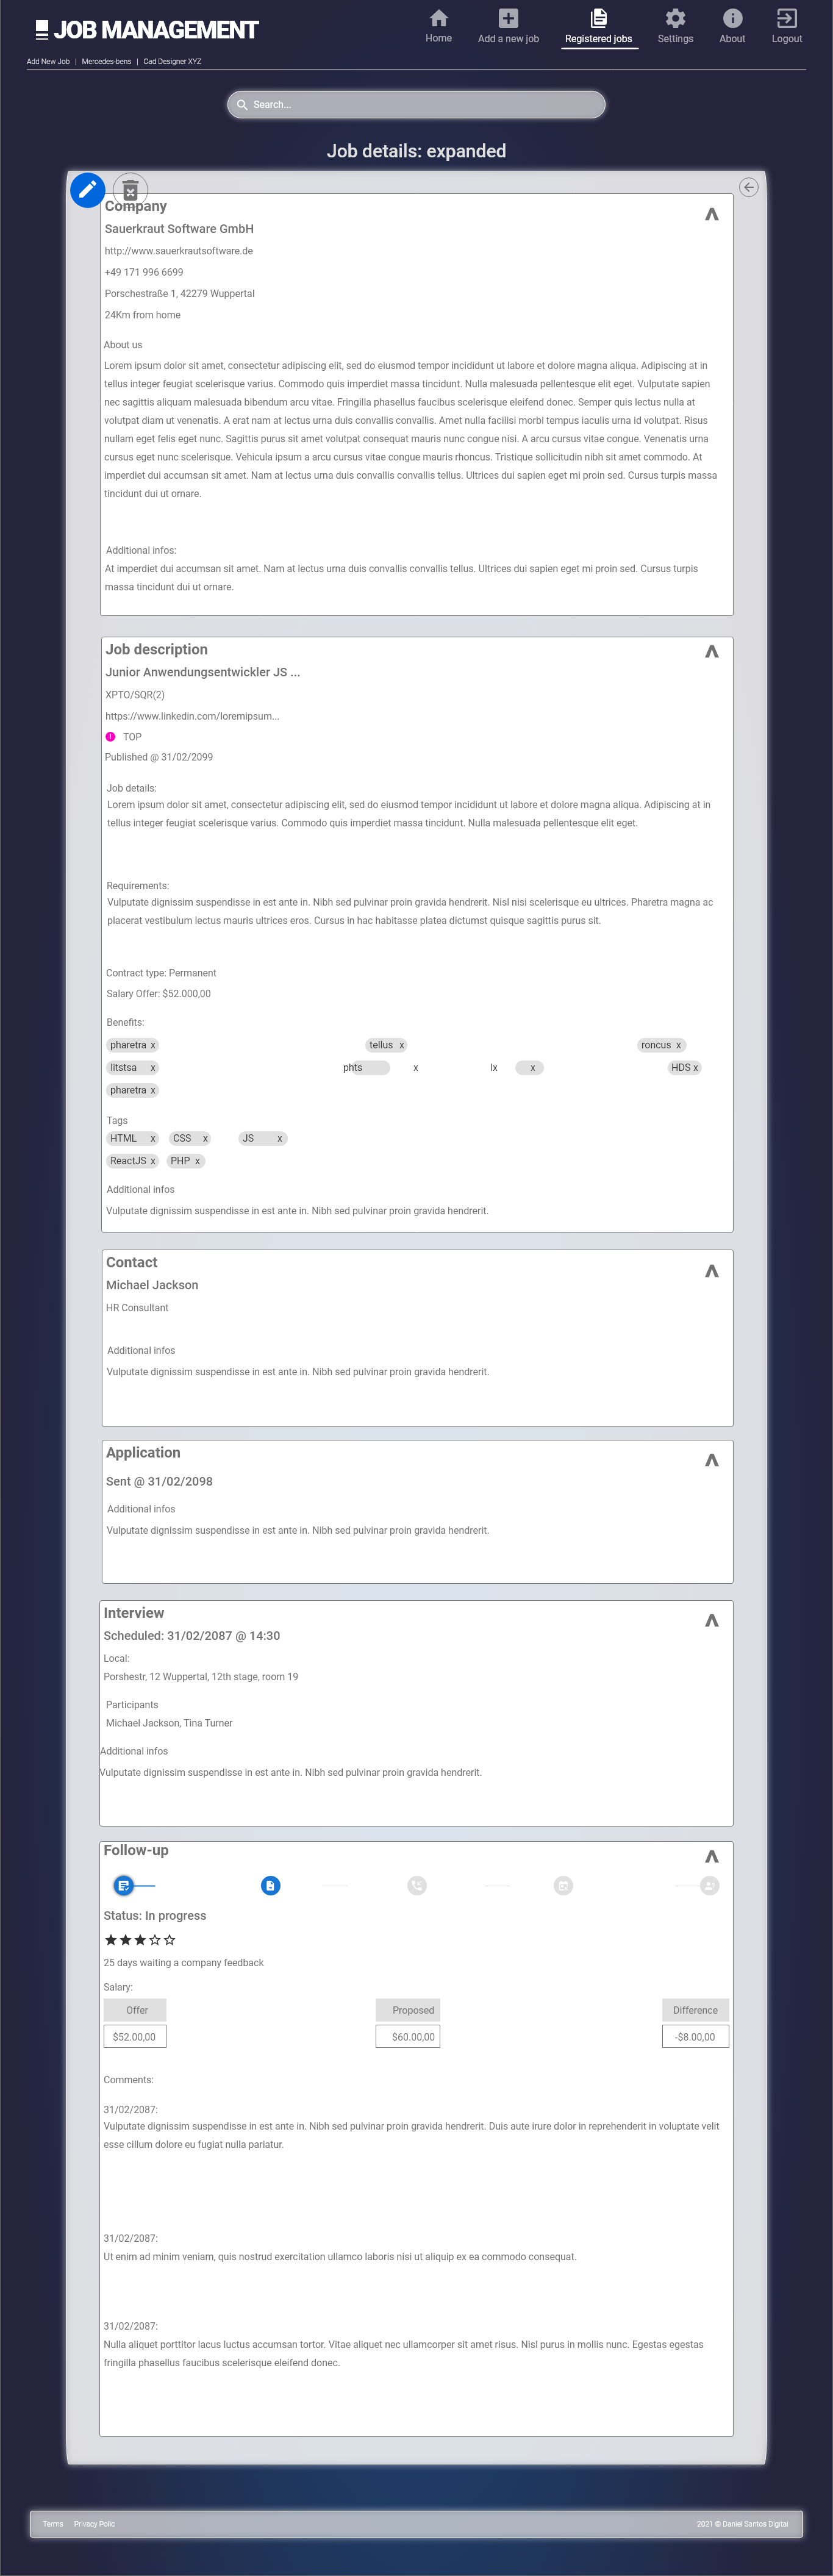 JOB MANAGEMENT
Home
Add a new job
Registered jobs
Settings
About
Logout
Add New Job | Mercedes-bens | Cad Designer XYZ
Search...
Job details: expanded
Company
Sauerkraut Software GmbH
http://www.sauerkrautsoftware.de
+49 171 996 6699
Porschestraße 1, 42279 Wuppertal
24Km from home
About us
Lorem ipsum dolor sit amet, consectetur adipiscing elit, sed do eiusmod tempor incididunt ut labore et dolore magna aliqua. Adipiscing at in
tellus integer feugiat scelerisque varius. Commodo quis imperdiet massa tincidunt. Nulla malesuada pellentesque elit eget. Vulputate sapien
nec sagittis aliquam malesuada bibendum arcu vitae. Fringilla phasellus faucibus scelerisque eleifend donec. Semper quis lectus nulla at
volutpat diam ut venenatis. A erat nam at lectus urna duis convallis convallis. Amet nulla facilisi morbi tempus iaculis urna id volutpat. Risus
nullam eget felis eget nunc. Sagittis purus sit amet volutpat consequat mauris nunc congue nisi. A arcu cursus vitae congue. Venenatis urna
cursus eget nunc scelerisque. Vehicula ipsum a arcu cursus vitae congue mauris rhoncus. Tristique sollicitudin nibh sit amet commodo. At
imperdiet dui accumsan sit amet. Nam at lectus urna duis convallis convallis tellus. Ultrices dui sapien eget mi proin sed. Cursus turpis massa
tincidunt dui ut ornare.
Additional infos:
At imperdiet dui accumsan sit amet. Nam at lectus urna duis convallis convallis tellus. Ultrices dui sapien eget mi proin sed. Cursus turpis
massa tincidunt dui ut ornare.
Job description
Junior Anwendungsentwickler JS ...
XPTO/SQR(2)
https://www.linkedin.com/loremipsum...
! TOP
Published @ 31/02/2099
Job details:
Lorem ipsum dolor sit amet, consectetur adipiscing elit, sed do eiusmod tempor incididunt ut labore et dolore magna aliqua. Adipiscing at in
tellus integer feugiat scelerisque varius. Commodo quis imperdiet massa tincidunt. Nulla malesuada pellentesque elit eget.
Requirements:
Vulputate dignissim suspendisse in est ante in. Nibh sed pulvinar proin gravida hendrerit. Nisl nisi scelerisque eu ultrices. Pharetra magna ac
placerat vestibulum lectus mauris ultrices eros. Cursus in hac habitasse platea dictumst quisque sagittis purus sit.
Contract type: Permanent
Salary Offer: $52.000,00
Benefits:
pharetra x tellus x roncus x
litstsa x phts x lx x HDS x
pharetra x
Tags
HTML x CSS x JS x
ReactJS x PHP x
Additional infos
Vulputate dignissim suspendisse in est ante in. Nibh sed pulvinar proin gravida hendrerit.
Contact
Michael Jackson
HR Consultant
Additional infos
Vulputate dignissim suspendisse in est ante in. Nibh sed pulvinar proin gravida hendrerit.
Application
Sent @ 31/02/2098
Additional infos
Vulputate dignissim suspendisse in est ante in. Nibh sed pulvinar proin gravida hendrerit.
Interview
Scheduled: 31/02/2087 @ 14:30
Local:
Porshestr, 12 Wuppertal, 12th stage, room 19
Participants
Michael Jackson, Tina Turner
Additional infos
Vulputate dignissim suspendisse in est ante in. Nibh sed pulvinar proin gravida hendrerit.
Follow-up
Status: In progress
25 days waiting a company feedback
Salary:
Offer Proposed Difference
$52.00,00 $60.00,00 -$8.00,00
Comments:
31/02/2087:
Vulputate dignissim suspendisse in est ante in. Nibh sed pulvinar proin gravida hendrerit. Duis aute irure dolor in reprehenderit in voluptate velit
esse cillum dolore eu fugiat nulla pariatur.
31/02/2087:
Ut enim ad minim veniam, quis nostrud exercitation ullamco laboris nisi ut aliquip ex ea commodo consequat.
31/02/2087:
Nulla aliquet porttitor lacus luctus accumsan tortor. Vitae aliquet nec ullamcorper sit amet risus. Nisl purus in mollis nunc. Egestas egestas
fringilla phasellus faucibus scelerisque eleifend donec.
Terms Privacy Polic 2021 © Daniel Santos Digital